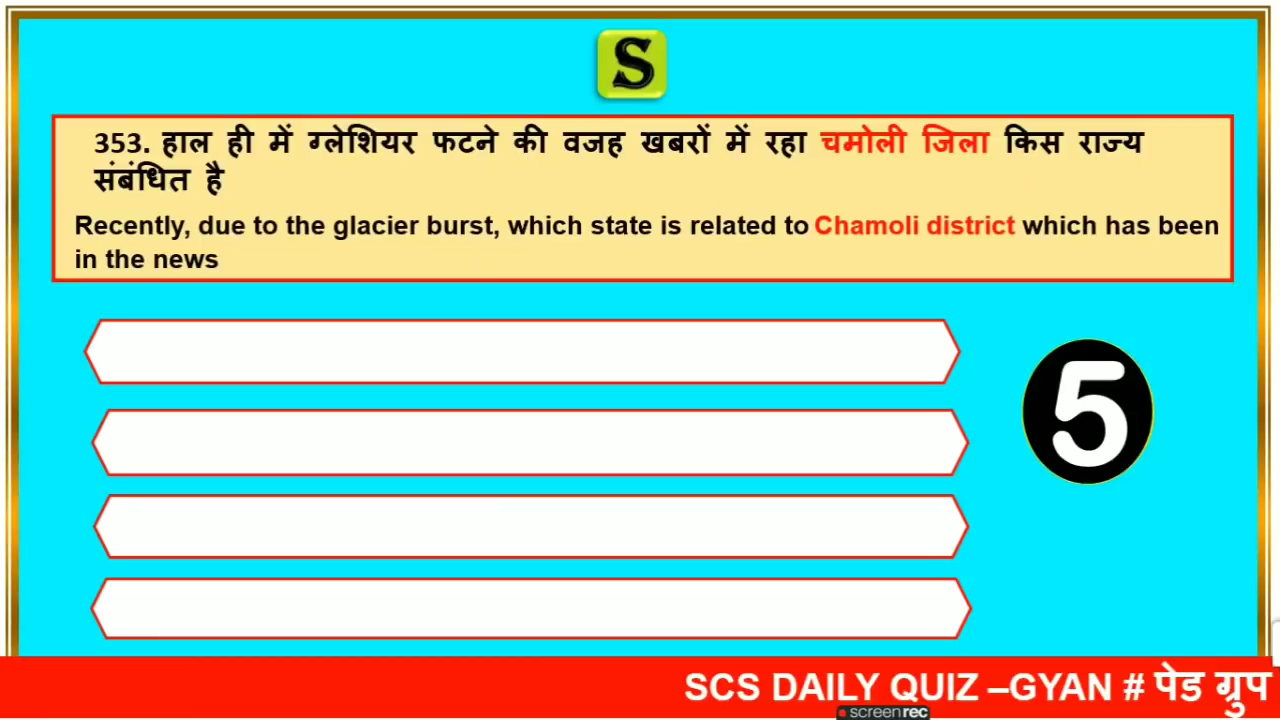 S
353. हाल ही में ग्लेशियर फटने की वजह खबरों में रहा चमोली जिला किस राज्य
संबंधित है
Recently, due to the glacier burst, which state is related to Chamoli district which has been
in the news
5
SCS DAILY QUIZ –GYAN # पेड ग्रुप
screenrec